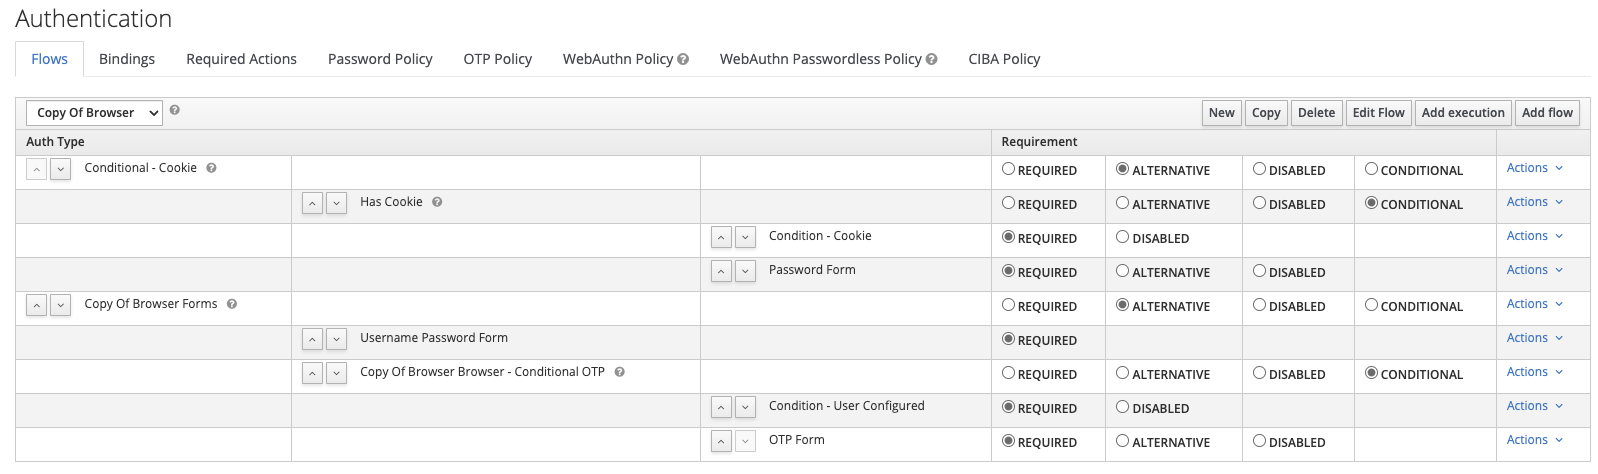 Authentication
Flows Bindings Required Actions Password Policy OTP Policy WebAuthn Policy ? WebAuthn Passwordless Policy ? CIBA Policy
Copy Of Browser ? New Copy Delete Edit Flow Add execution Add flow
Auth Type Requirement
Conditional - Cookie ? REQUIRED ALTERNATIVE DISABLED CONDITIONAL Actions
Has Cookie ? REQUIRED ALTERNATIVE DISABLED CONDITIONAL Actions
Condition - Cookie REQUIRED DISABLED Actions
Password Form REQUIRED ALTERNATIVE DISABLED Actions
Copy Of Browser Forms ? REQUIRED ALTERNATIVE DISABLED CONDITIONAL Actions
Username Password Form REQUIRED Actions
Copy Of Browser Browser - Conditional OTP ? REQUIRED ALTERNATIVE DISABLED CONDITIONAL Actions
Condition - User Configured REQUIRED DISABLED Actions
OTP Form REQUIRED ALTERNATIVE DISABLED Actions